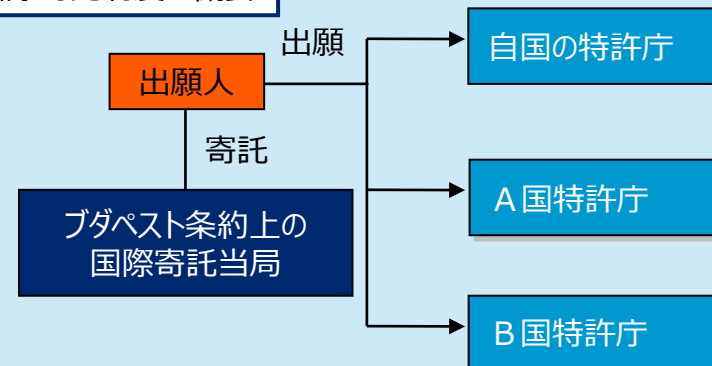 出願
自国の特許庁
出願人
寄託
A国特許庁
ブダペスト条約上の
国際寄託当局
B国特許庁